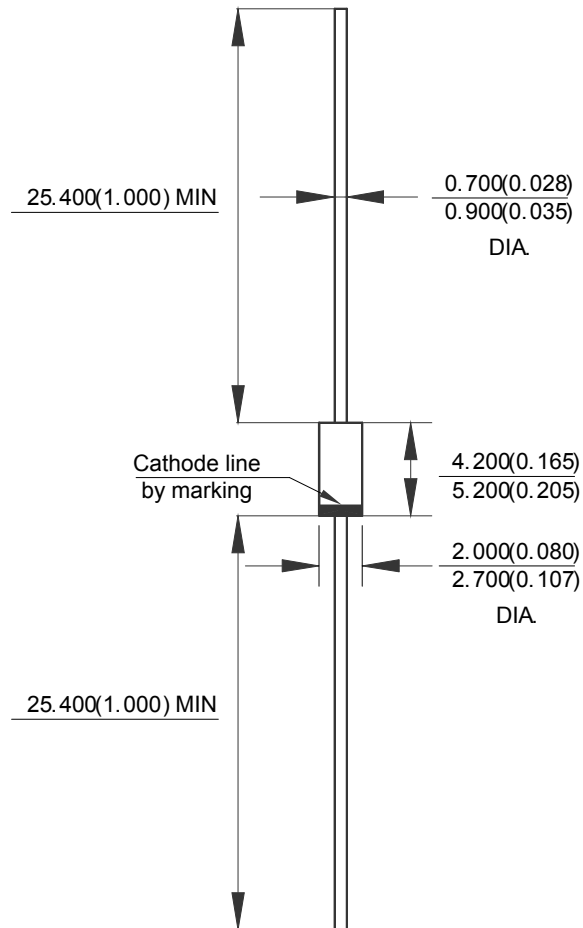 25.400(1.000) MIN
0.700(0.028)
0.900(0.035)
DIA.
Cathode line
by marking
4.200(0.165)
5.200(0.205)
2.000(0.080)
2.700(0.107)
DIA.
25.400(1.000) MIN